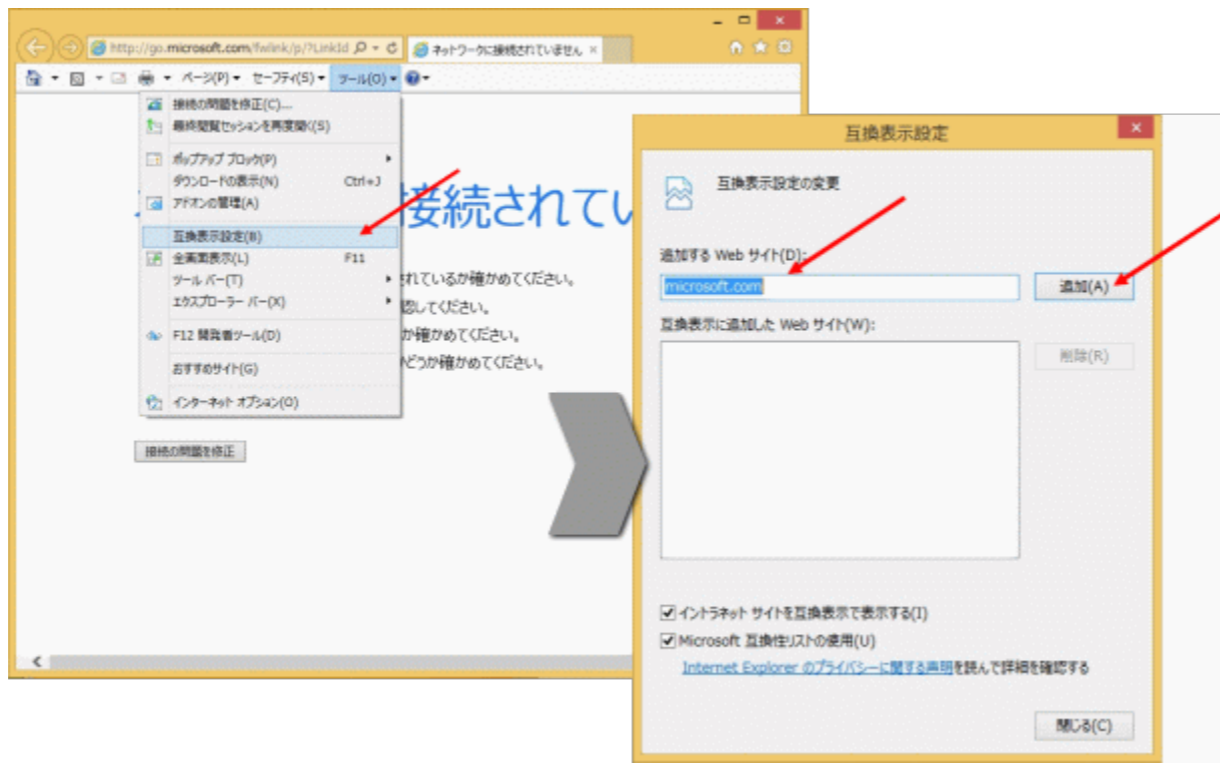 http://go.microsoft.com/fwlink/p/?LinkId
ネットワークに接続されていません
ページ(P) セーフティ(S) ツール(O)
接続の問題を修正(C)...
最終閲覧セッションを再度開く(S)
ポップアップ ブロック(P)
ダウンロードの表示(N) Ctrl+J
アドオンの管理(A)
互換表示設定(B)
全画面表示(L) F11
ツール バー(T)
エクスプローラー バー(X)
F12 開発者ツール(D)
おすすめサイト(G)
インターネット オプション(O)
接続されてい
されているか確かめてください。
認してください。
か確かめてください。
どうか確かめてください。
接続の問題を修正
互換表示設定
互換表示設定の変更
追加する Web サイト(D):
microsoft.com
追加(A)
互換表示に追加した Web サイト(W):
削除(R)
イントラネット サイトを互換表示で表示する(I)
Microsoft 互換性リストの使用(U)
Internet Explorer のプライバシーに関する声明を読んで詳細を確認する
閉じる(C)